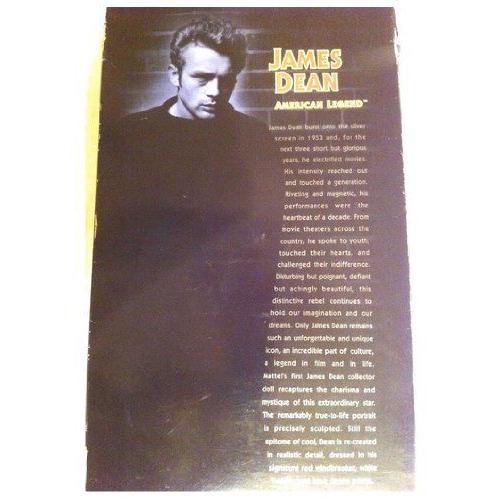 JAMES
DEAN
AMERICAN LEGEND™
James Dean burst onto the silver
screen in 1953 and, for the
next three short but glorious
years, he electrified movies.
His intensity reached out
and touched a generation.
Riveting and magnetic, his
performances were the
heartbeat of a decade. From
movie theaters across the
country, he spoke to youth;
touched their hearts, and
challenged their indifference.
Disturbing but poignant, defiant
but achingly beautiful, this
distinctive rebel continues to
hold our imagination and our
dreams. Only James Dean remains
such an unforgettable and unique
icon, an incredible part of culture,
a legend in film and in life.
Mattel's first James Dean collector
doll recaptures the charisma and
mystique of this extraordinary star.
The remarkably true-to-life portrait
is precisely sculpted. Still the
epitome of cool, Dean is re-created
in realistic detail, dressed in his
signature red windbreaker, white